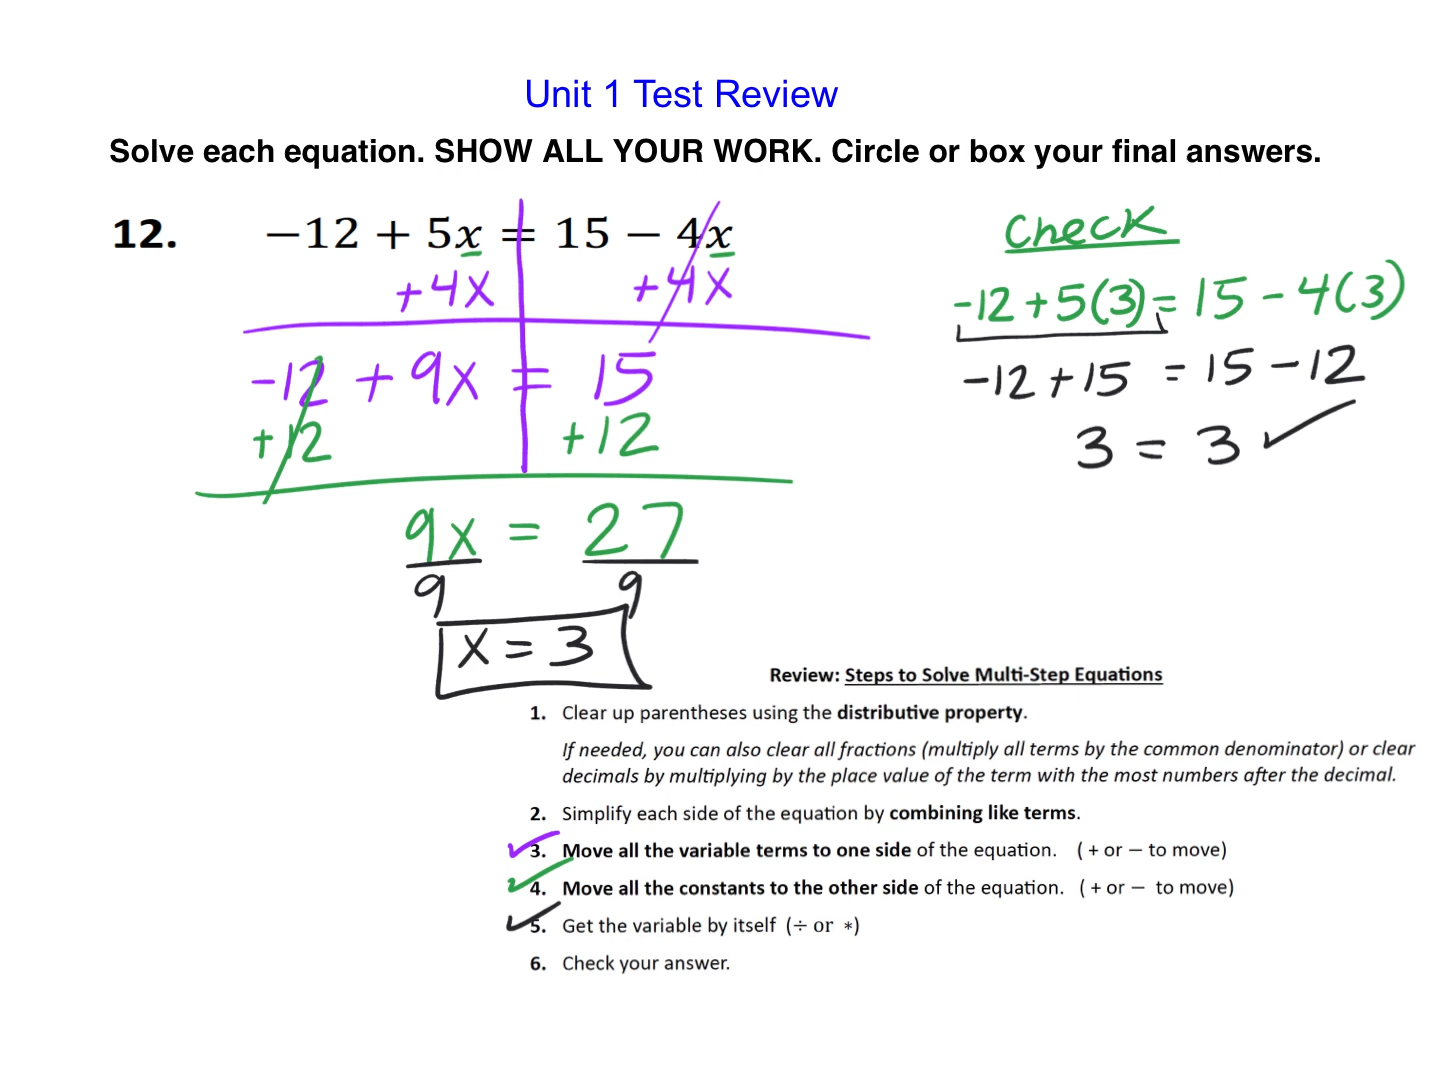 Unit 1 Test Review
Solve each equation. SHOW ALL YOUR WORK. Circle or box your final answers.
12. −12 + 5x = 15 − 4x
+4x +4x
-12 + 9x = 15
+12 +12
9x = 27
9 9
x = 3
Check
-12 + 5(3) = 15 - 4(3)
-12 + 15 = 15 - 12
3 = 3 ✓
Review: Steps to Solve Multi-Step Equations
1. Clear up parentheses using the distributive property.
If needed, you can also clear all fractions (multiply all terms by the common denominator) or clear
decimals by multiplying by the place value of the term with the most numbers after the decimal.
2. Simplify each side of the equation by combining like terms.
✓ 3. Move all the variable terms to one side of the equation. ( + or − to move)
✓ 4. Move all the constants to the other side of the equation. ( + or − to move)
✓ 5. Get the variable by itself (÷ or *)
6. Check your answer.